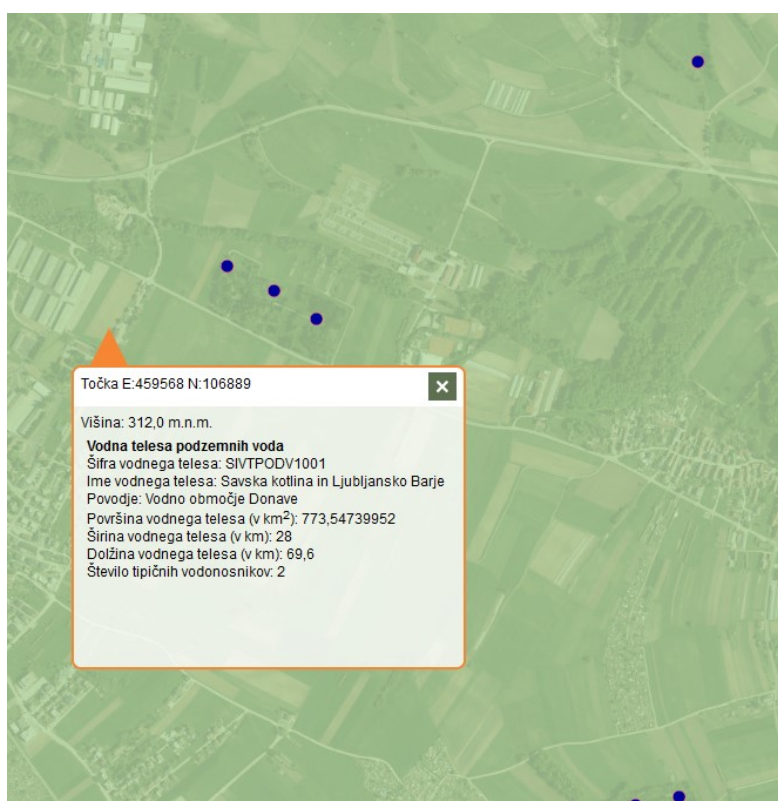 Točka E:459568 N:106889
Višina: 312,0 m.n.m.
Vodna telesa podzemnih voda
Šifra vodnega telesa: SIVTPODV1001
Ime vodnega telesa: Savska kotlina in Ljubljansko Barje
Povodje: Vodno območje Donave
Površina vodnega telesa (v km²): 773,54739952
Širina vodnega telesa (v km): 28
Dolžina vodnega telesa (v km): 69,6
Število tipičnih vodonosnikov: 2